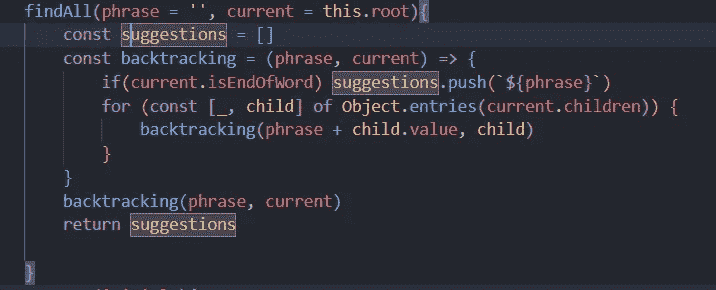 findAll(phrase = '', current = this.root){
    const suggestions = []
    const backtracking = (phrase, current) => {
        if(current.isEndOfWord) suggestions.push(`${phrase}`)
        for (const [_, child] of Object.entries(current.children)) {
            backtracking(phrase + child.value, child)
        }
    }
    backtracking(phrase, current)
    return suggestions
}